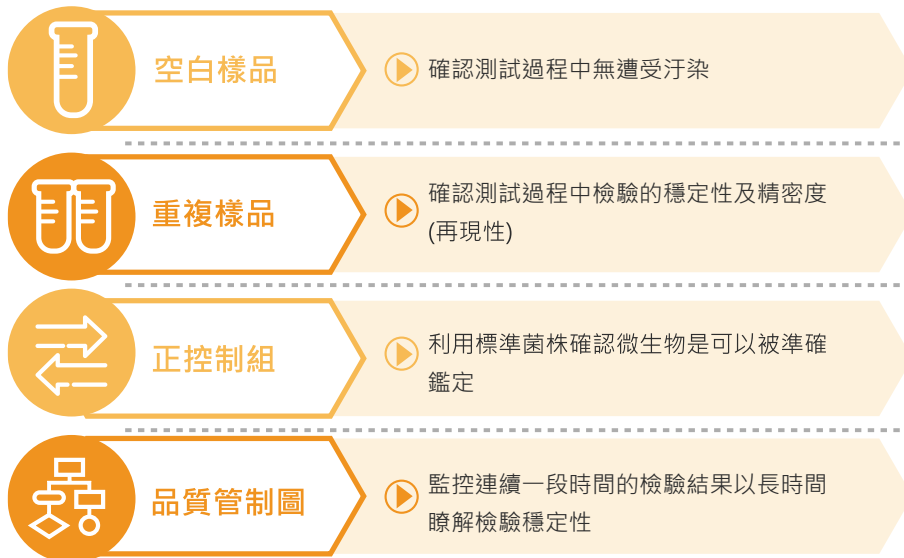 空白樣品
確認測試過程中無遭受汙染
重複樣品
確認測試過程中檢驗的穩定性及精密度
(再現性)
正控制組
利用標準菌株確認微生物是可以被準確
鑑定
品質管制圖
監控連續一段時間的檢驗結果以長時間
瞭解檢驗穩定性